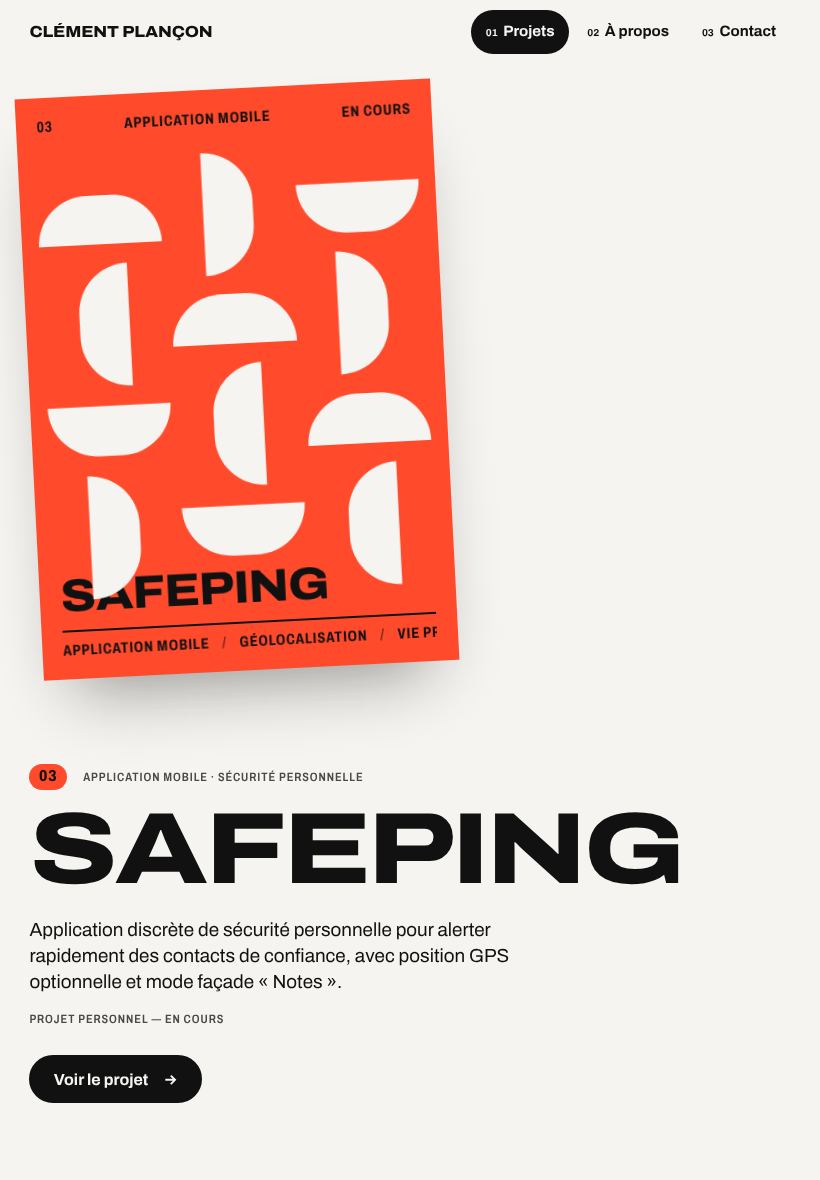 CLÉMENT PLANÇON
01 Projets
02 À propos
03 Contact
03 APPLICATION MOBILE EN COURS
SAFEPING
APPLICATION MOBILE / GÉOLOCALISATION / VIE
03 APPLICATION MOBILE · SÉCURITÉ PERSONNELLE
SAFEPING
Application discrète de sécurité personnelle pour alerter
rapidement des contacts de confiance, avec position GPS
optionnelle et mode façade « Notes ».
PROJET PERSONNEL — EN COURS
Voir le projet →